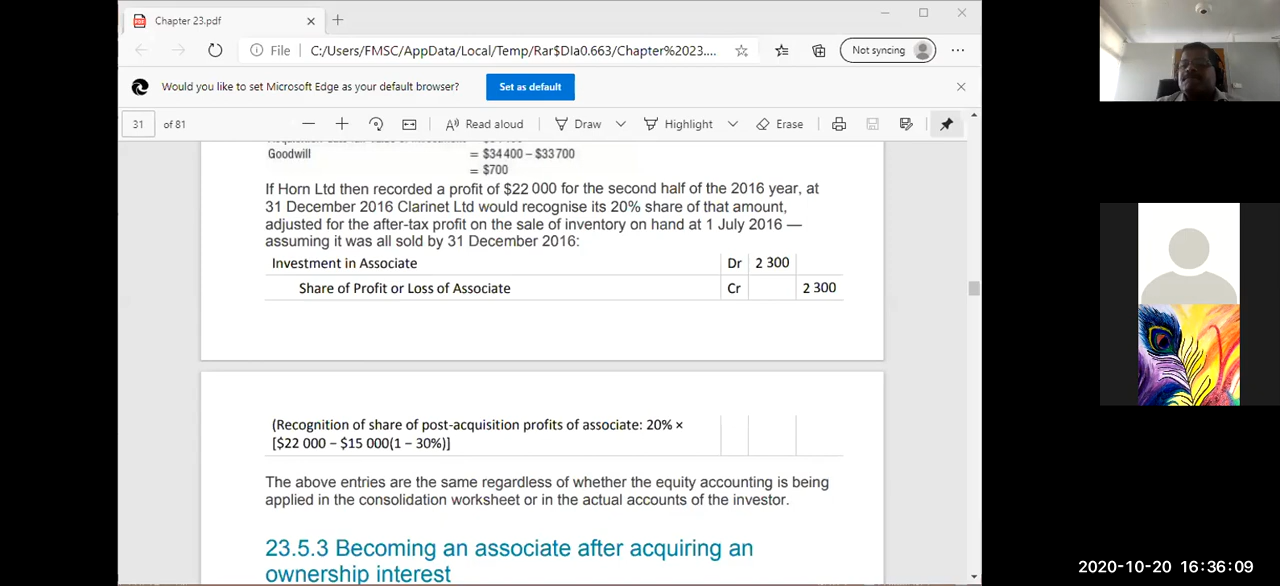 Chapter 23.pdf
File
C:/Users/FMSC/AppData/Local/Temp/Rar$DIa0.663/Chapter%2023....
Not syncing
Would you like to set Microsoft Edge as your default browser?
Set as default
31 of 81
Read aloud
Draw
Highlight
Erase
Goodwill = $34 400 – $33 700
= $700
If Horn Ltd then recorded a profit of $22 000 for the second half of the 2016 year, at
31 December 2016 Clarinet Ltd would recognise its 20% share of that amount,
adjusted for the after-tax profit on the sale of inventory on hand at 1 July 2016 —
assuming it was all sold by 31 December 2016:
Investment in Associate Dr 2 300
Share of Profit or Loss of Associate Cr 2 300
(Recognition of share of post-acquisition profits of associate: 20% ×
[$22 000 – $15 000(1 – 30%)]
The above entries are the same regardless of whether the equity accounting is being
applied in the consolidation worksheet or in the actual accounts of the investor.
23.5.3 Becoming an associate after acquiring an
ownership interest
2020-10-20 16:36:09